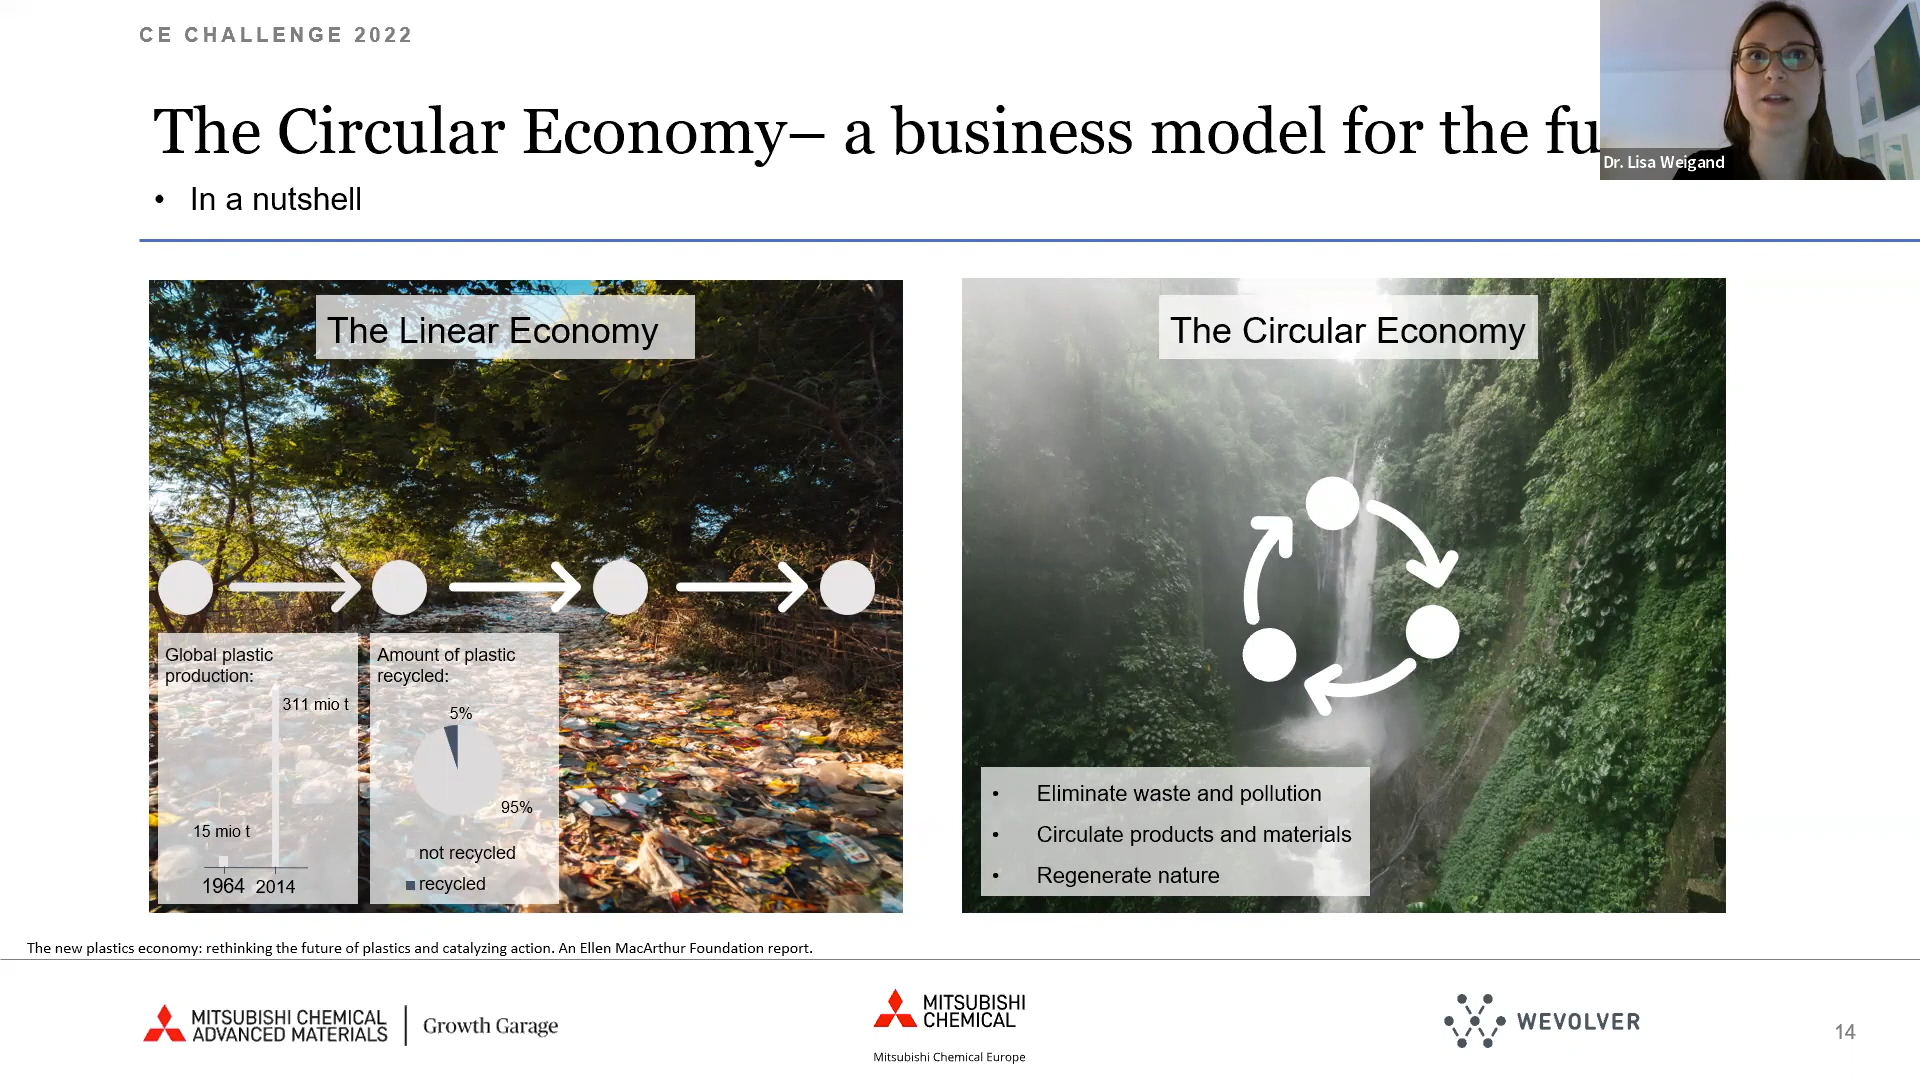 CE CHALLENGE 2022
The Circular Economy– a business model for the fu
• In a nutshell
Dr. Lisa Weigand
The Linear Economy
Global plastic
production:
311 mio t
15 mio t
1964 2014
Amount of plastic
recycled:
5%
95%
not recycled
recycled
The Circular Economy
• Eliminate waste and pollution
• Circulate products and materials
• Regenerate nature
The new plastics economy: rethinking the future of plastics and catalyzing action. An Ellen MacArthur Foundation report.
MITSUBISHI CHEMICAL
ADVANCED MATERIALS
Growth Garage
MITSUBISHI
CHEMICAL
Mitsubishi Chemical Europe
WEVOLVER
14